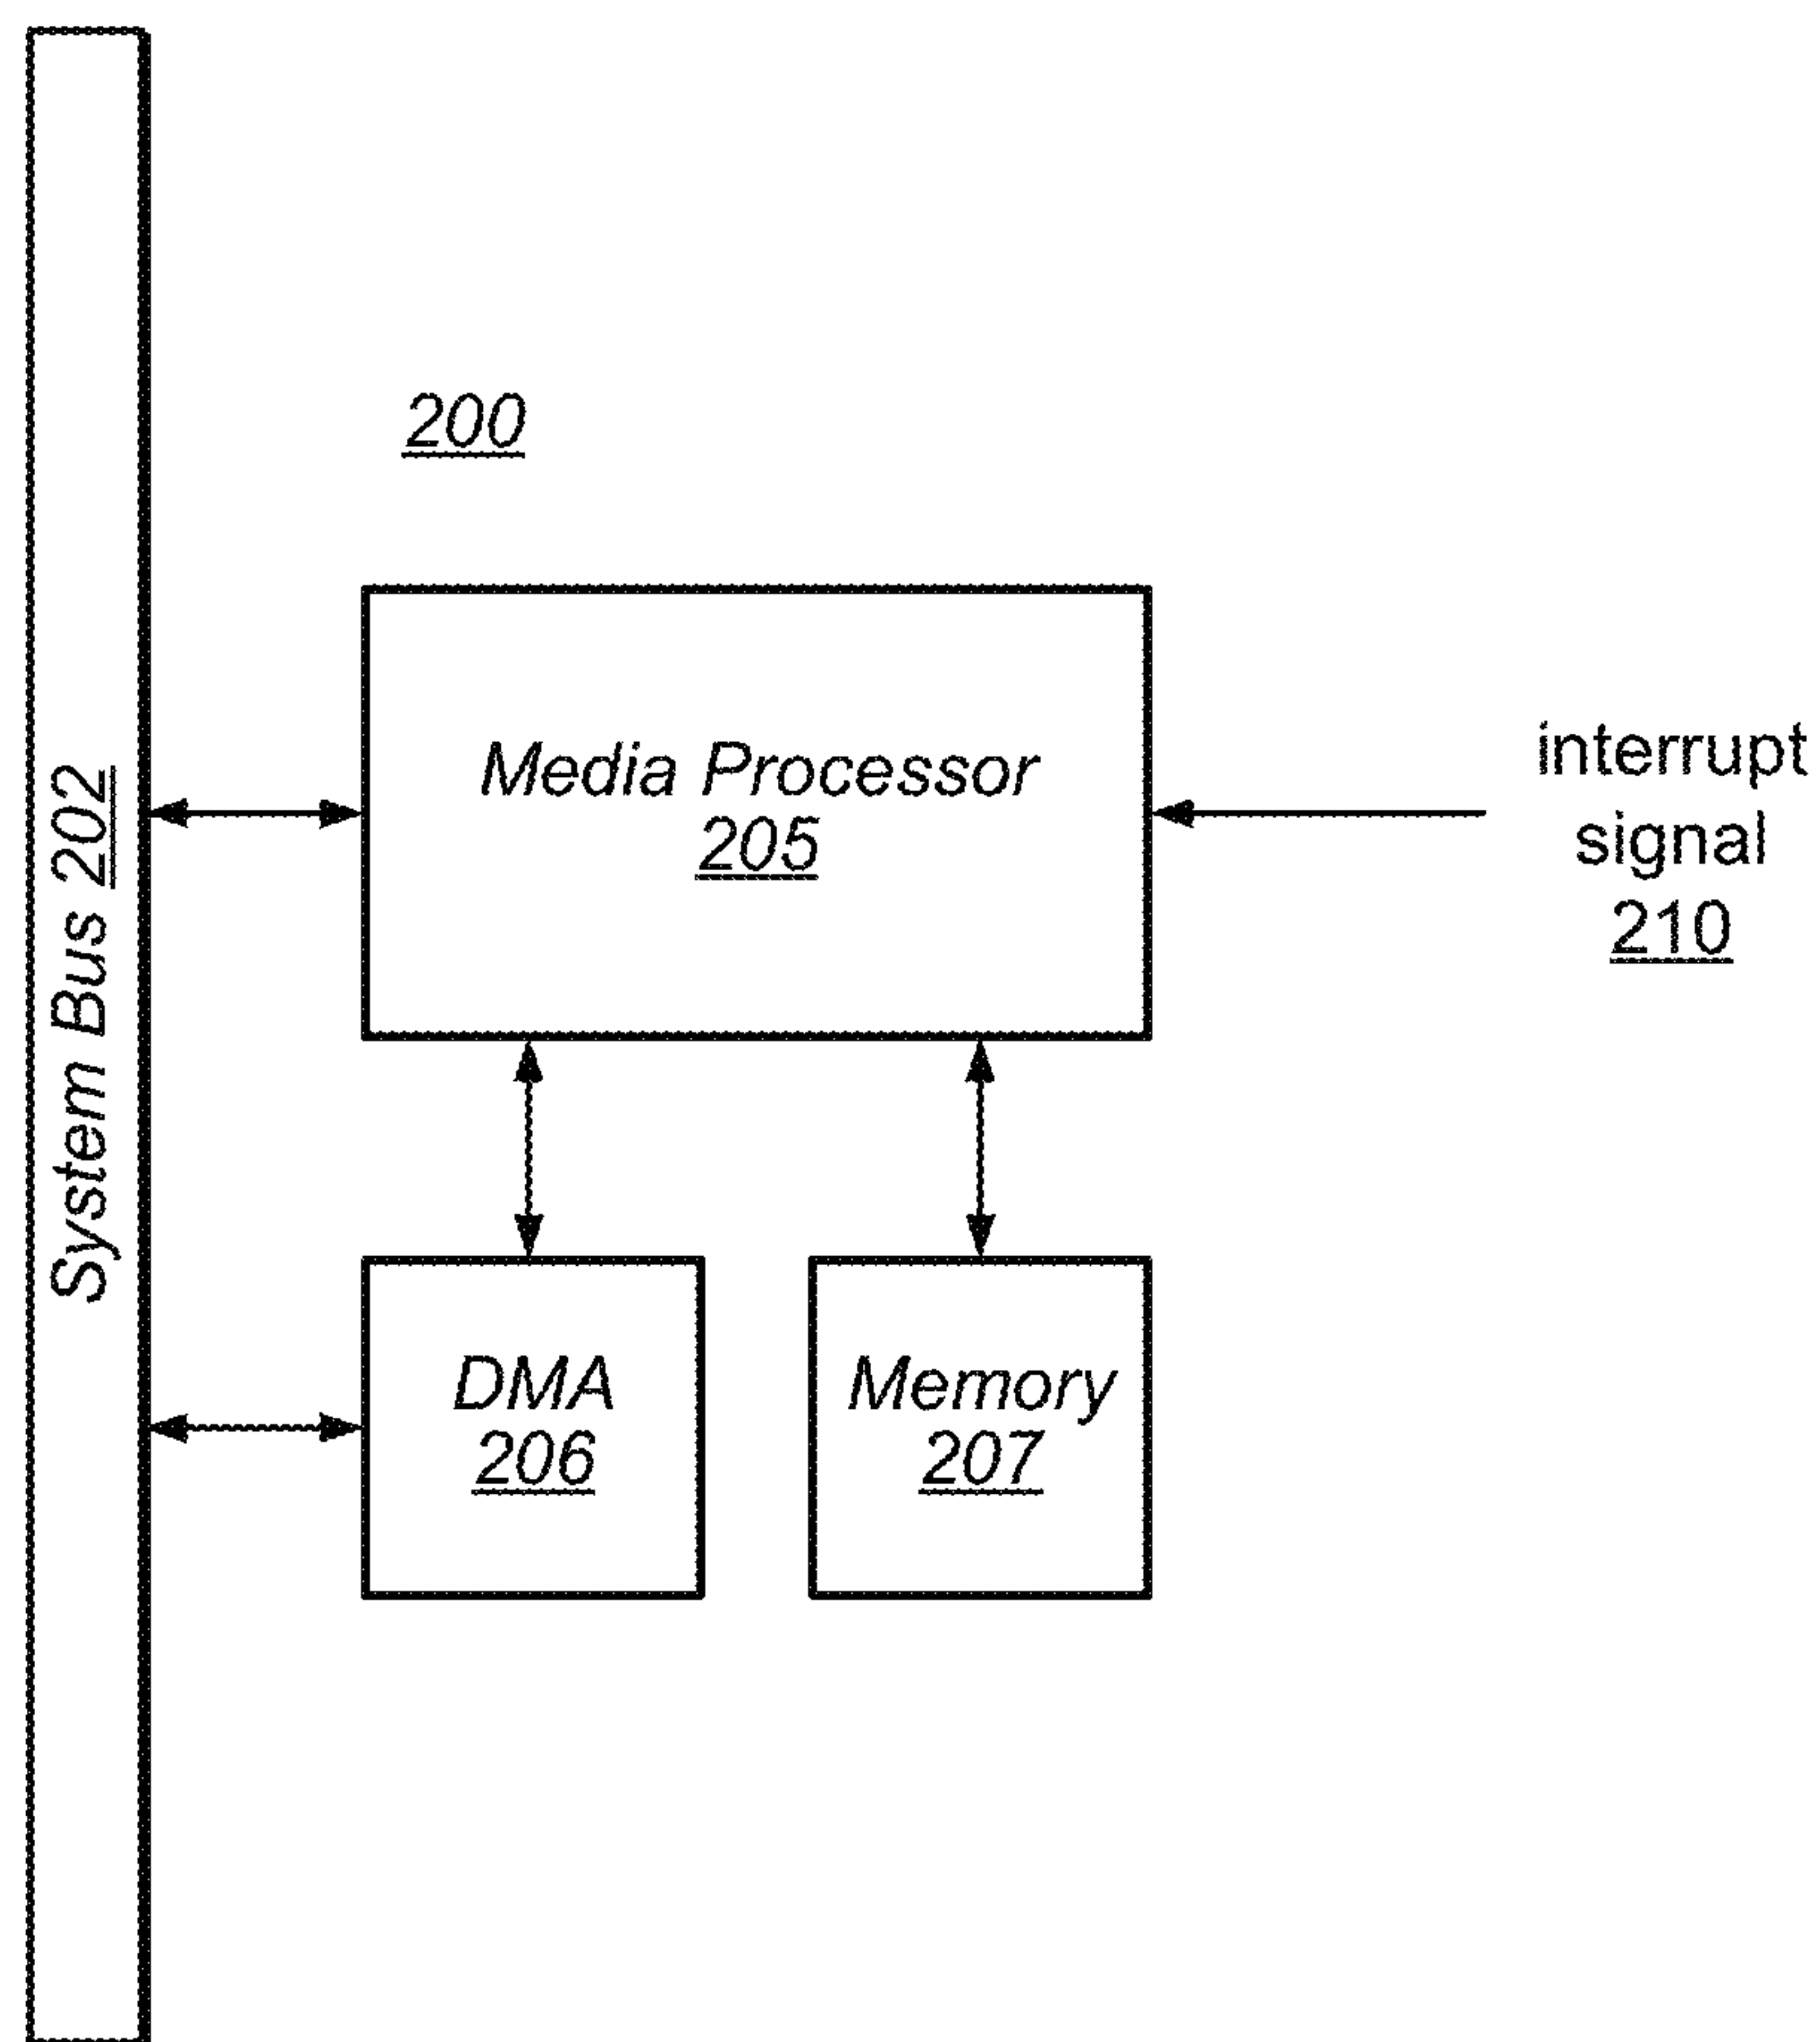 200
System Bus 202
Media Processor
205
interrupt
signal
210
DMA
206
Memory
207